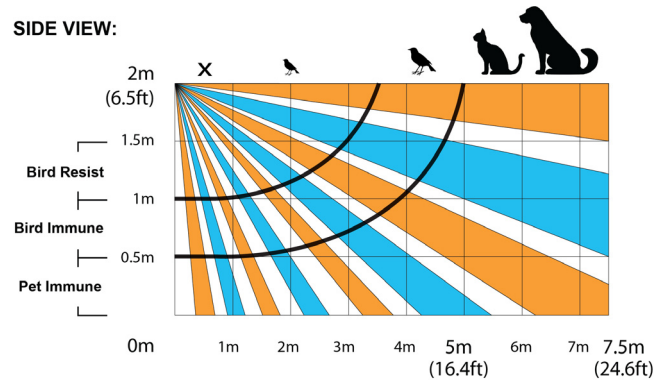 SIDE VIEW:
X
2m
(6.5ft)
1.5m
Bird Resist
1m
Bird Immune
0.5m
Pet Immune
0m 1m 2m 3m 4m 5m 6m 7m 7.5m
(16.4ft) (24.6ft)